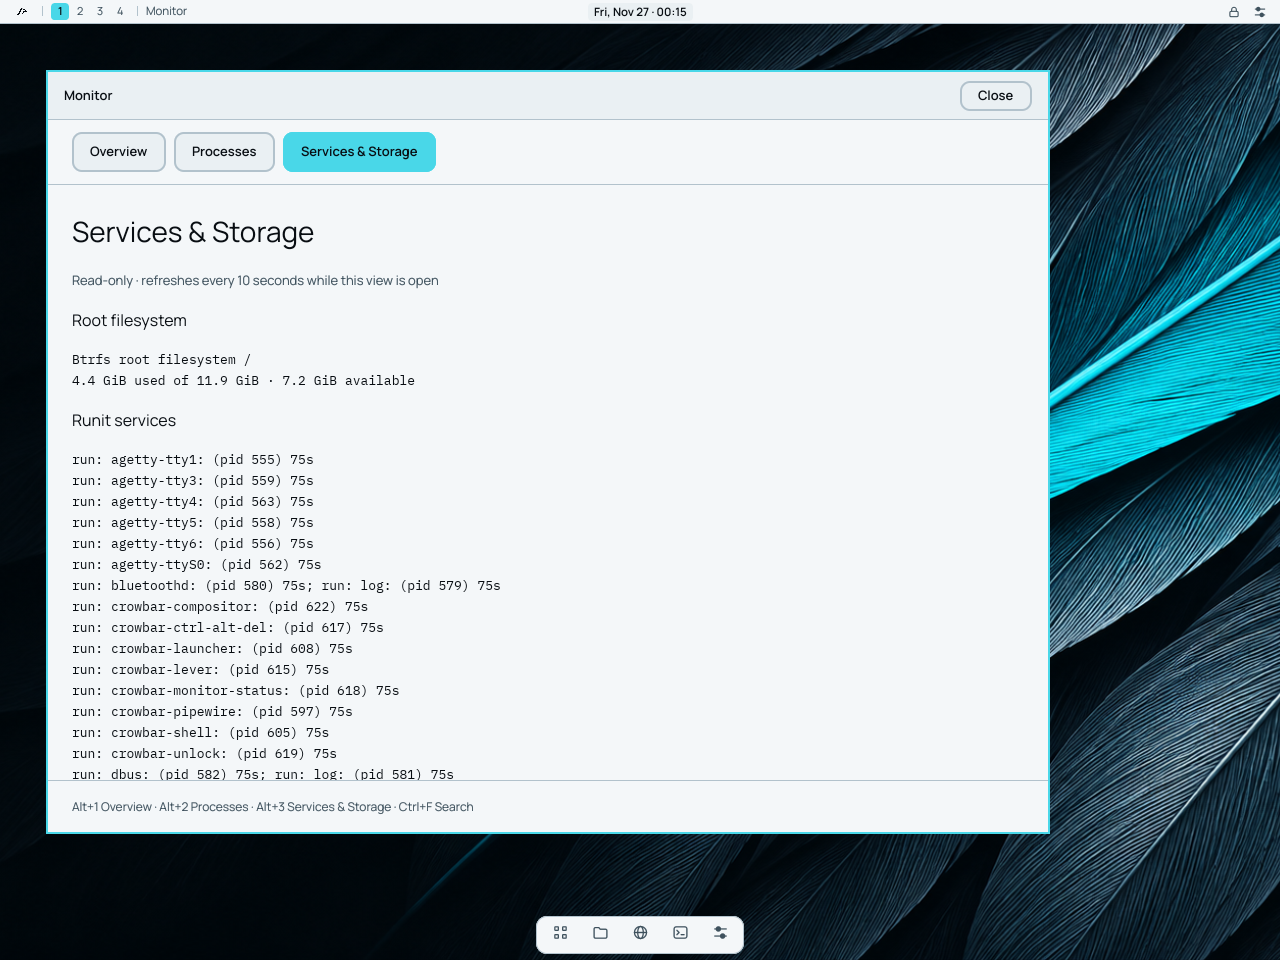 1 2 3 4 Monitor
Fri, Nov 27 · 00:15
Monitor
Close
Overview
Processes
Services & Storage
Services & Storage
Read-only · refreshes every 10 seconds while this view is open
Root filesystem
Btrfs root filesystem /
4.4 GiB used of 11.9 GiB · 7.2 GiB available
Runit services
run: agetty-tty1: (pid 555) 75s
run: agetty-tty3: (pid 559) 75s
run: agetty-tty4: (pid 563) 75s
run: agetty-tty5: (pid 558) 75s
run: agetty-tty6: (pid 556) 75s
run: agetty-ttyS0: (pid 562) 75s
run: bluetoothd: (pid 580) 75s; run: log: (pid 579) 75s
run: crowbar-compositor: (pid 622) 75s
run: crowbar-ctrl-alt-del: (pid 617) 75s
run: crowbar-launcher: (pid 608) 75s
run: crowbar-lever: (pid 615) 75s
run: crowbar-monitor-status: (pid 618) 75s
run: crowbar-pipewire: (pid 597) 75s
run: crowbar-shell: (pid 605) 75s
run: crowbar-unlock: (pid 619) 75s
run: dbus: (pid 582) 75s; run: log: (pid 581) 75s
Alt+1 Overview · Alt+2 Processes · Alt+3 Services & Storage · Ctrl+F Search